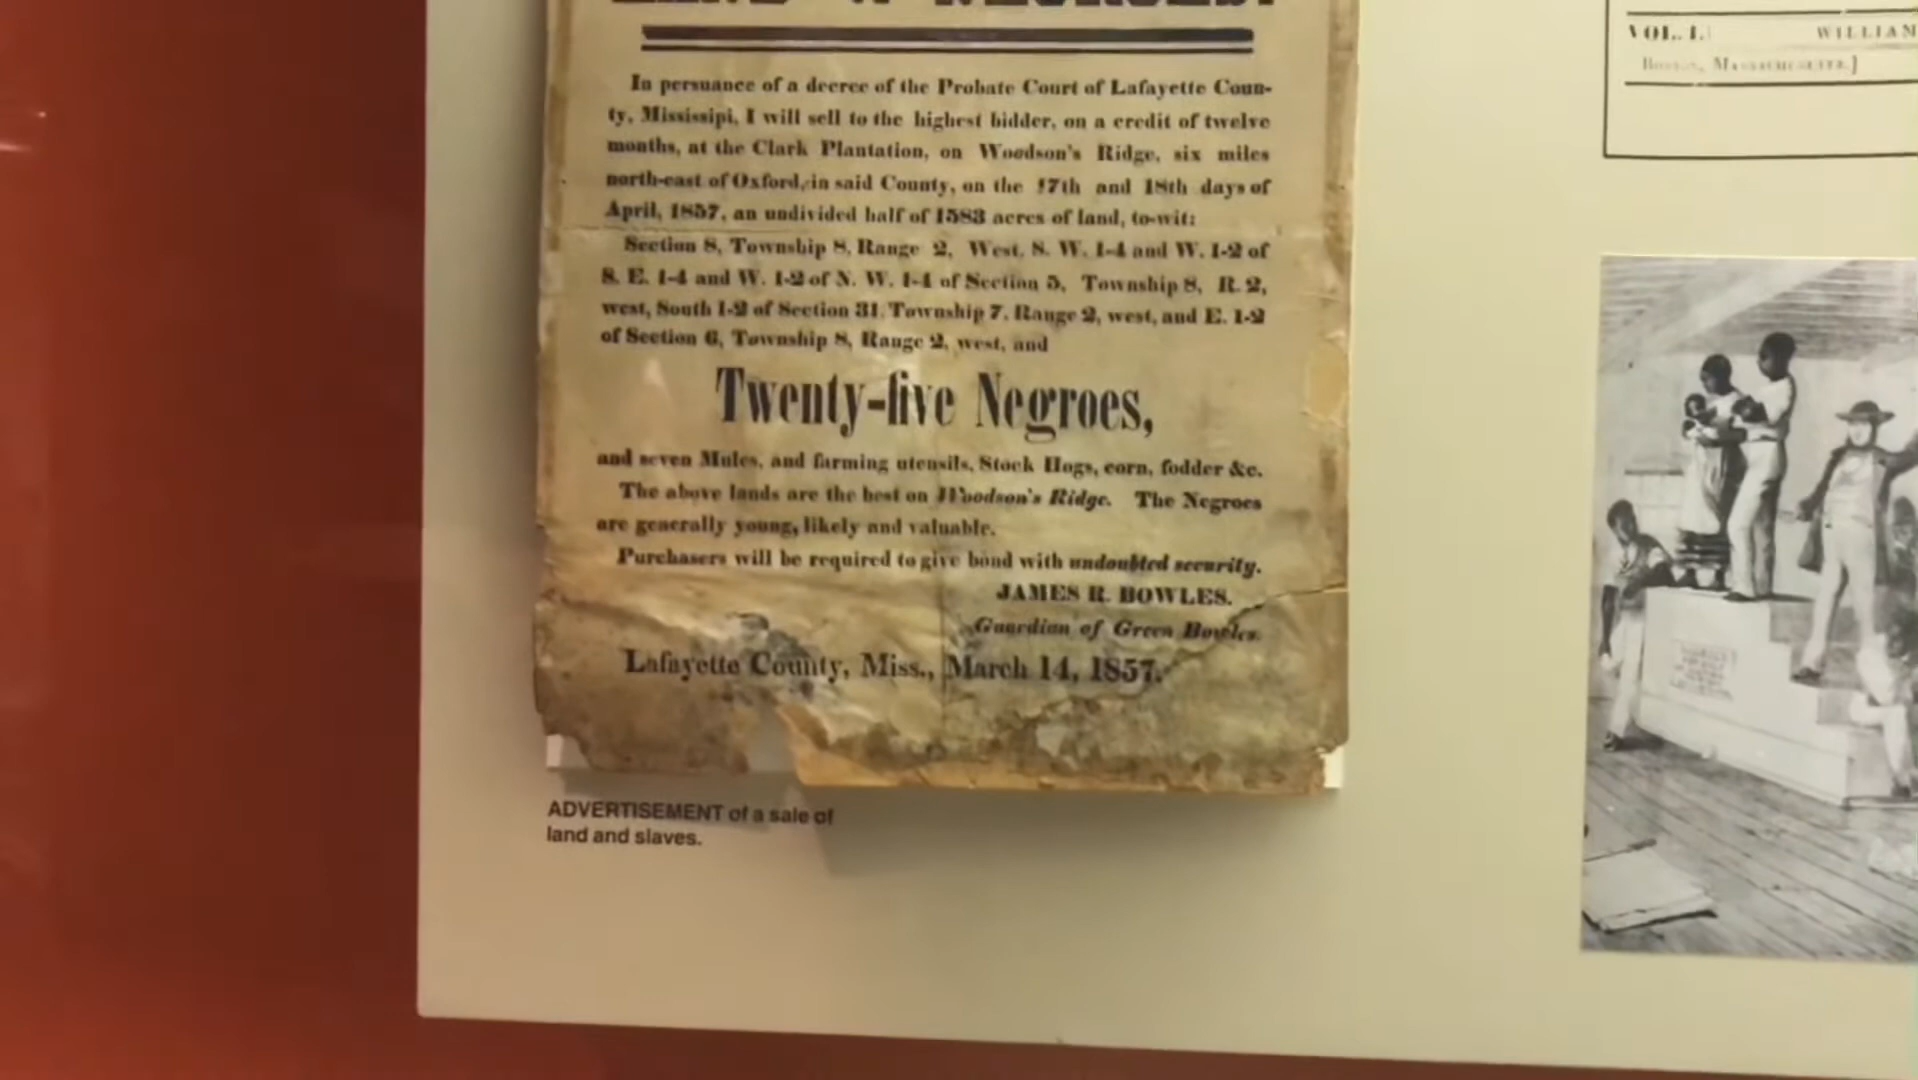 In persuance of a decree of the Probate Court of Lafayette Coun-
ty, Mississipi, I will sell to the highest bidder, on a credit of twelve
months, at the Clark Plantation, on Woodson's Ridge, six miles
north-east of Oxford, in said County, on the 17th and 18th days of
April, 1857, an undivided half of 1583 acres of land, to-wit:
Section 8, Township 8, Range 2, West, S. W. 1-4 and W. 1-2 of
S. E. 1-4 and W. 1-2 of N. W. 1-4 of Section 5, Township 8, R. 2,
west, South 1-2 of Section 31, Township 7, Range 2, west, and E. 1-2
of Section 6, Township 8, Range 2, west, and
Twenty-five Negroes,
and seven Mules, and farming utensils, Stock Hogs, corn, fodder &c.
The above lands are the best on Woodson's Ridge. The Negroes
are generally young, likely and valuable.
Purchasers will be required to give bond with undoubted security.
JAMES R. BOWLES.
Guardian of Green Bowles.
Lafayette County, Miss., March 14, 1857.
ADVERTISEMENT of a sale of
land and slaves.
VOL. I.] WILLIAM
BOSTON, MASSACHUSETTS.]